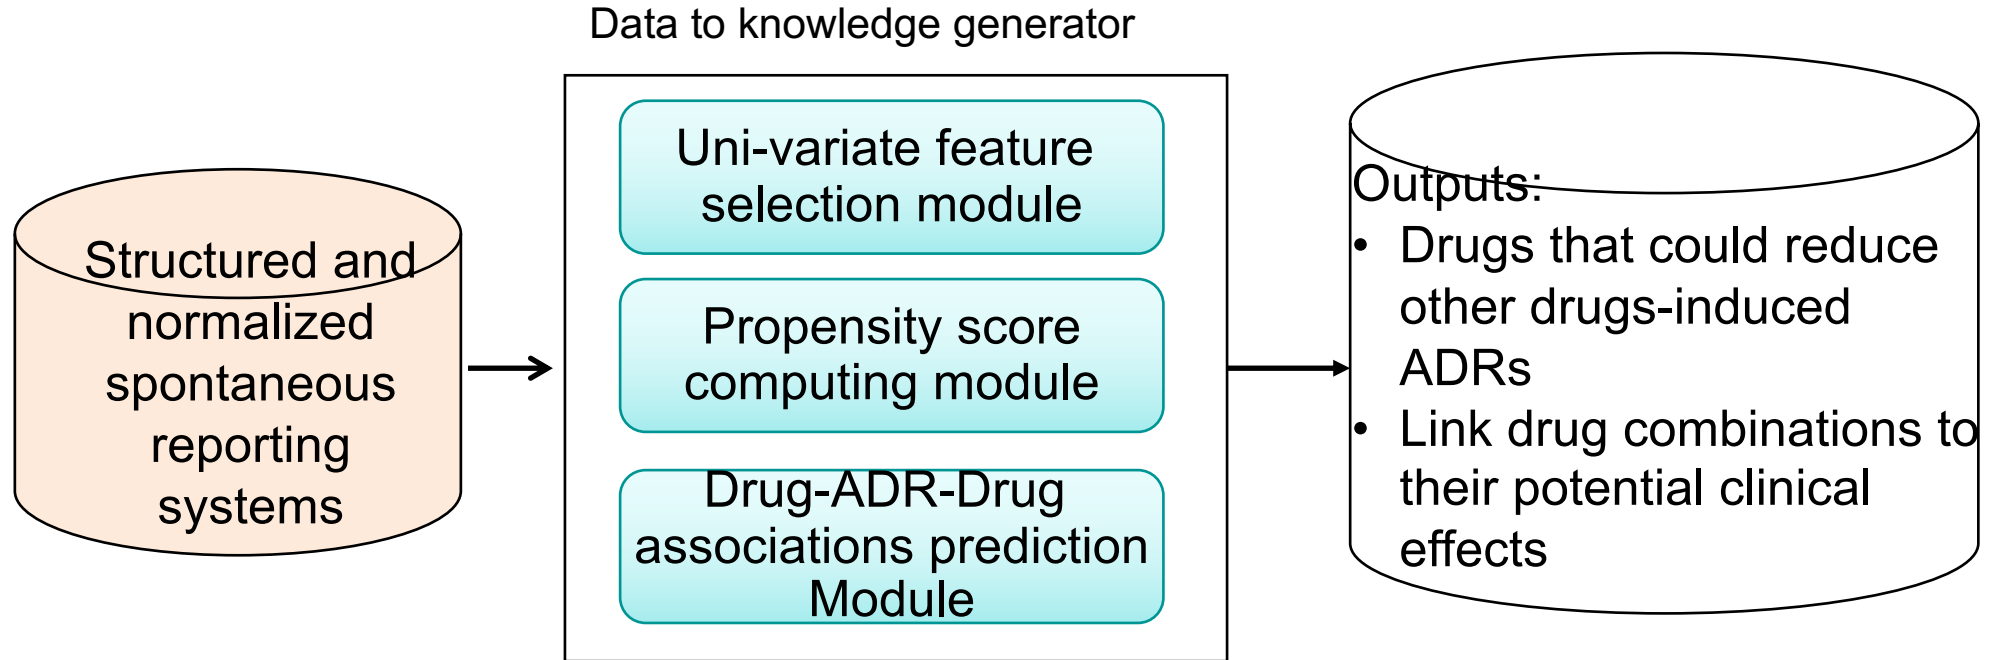 Data to knowledge generator
Structured and
normalized
spontaneous
reporting
systems
Uni-variate feature
selection module
Propensity score
computing module
Drug-ADR-Drug
associations prediction
Module
Outputs:
• Drugs that could reduce
other drugs-induced
ADRs
• Link drug combinations to
their potential clinical
effects